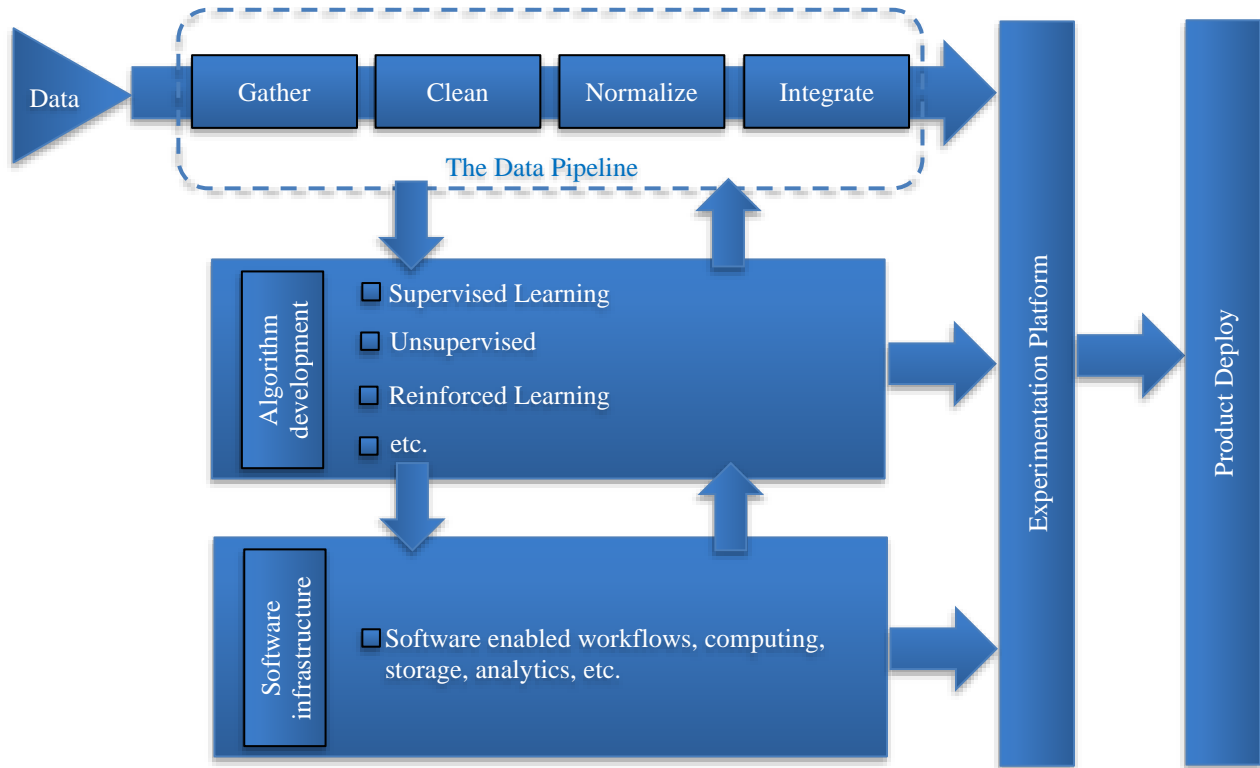 Data
Gather
Clean
Normalize
Integrate
The Data Pipeline
Algorithm
development
Supervised Learning
Unsupervised
Reinforced Learning
etc.
Software
infrastructure
Software enabled workflows, computing,
storage, analytics, etc.
Experimentation Platform
Product Deploy